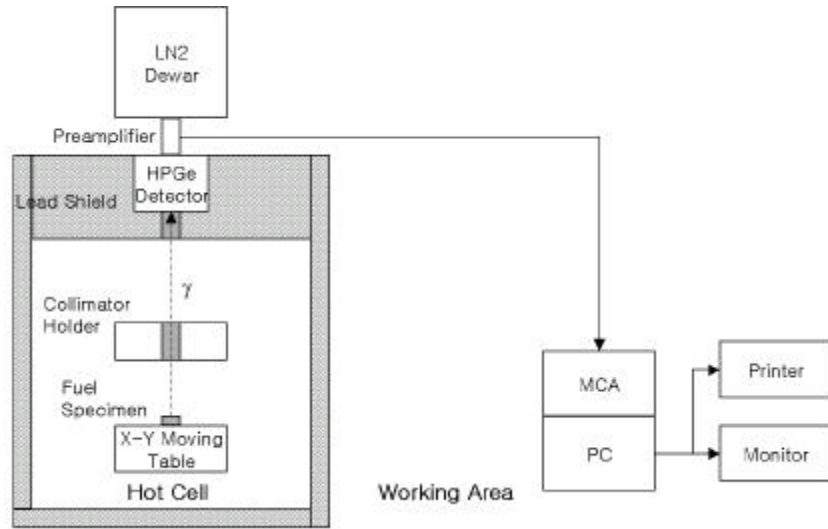 LN2
Dewar
Preamplifier
HPGe
Detector
Lead Shield
γ
Collimator
Holder
Fuel
Specimen
X-Y Moving
Table
Hot Cell
Working Area
MCA
PC
Printer
Monitor